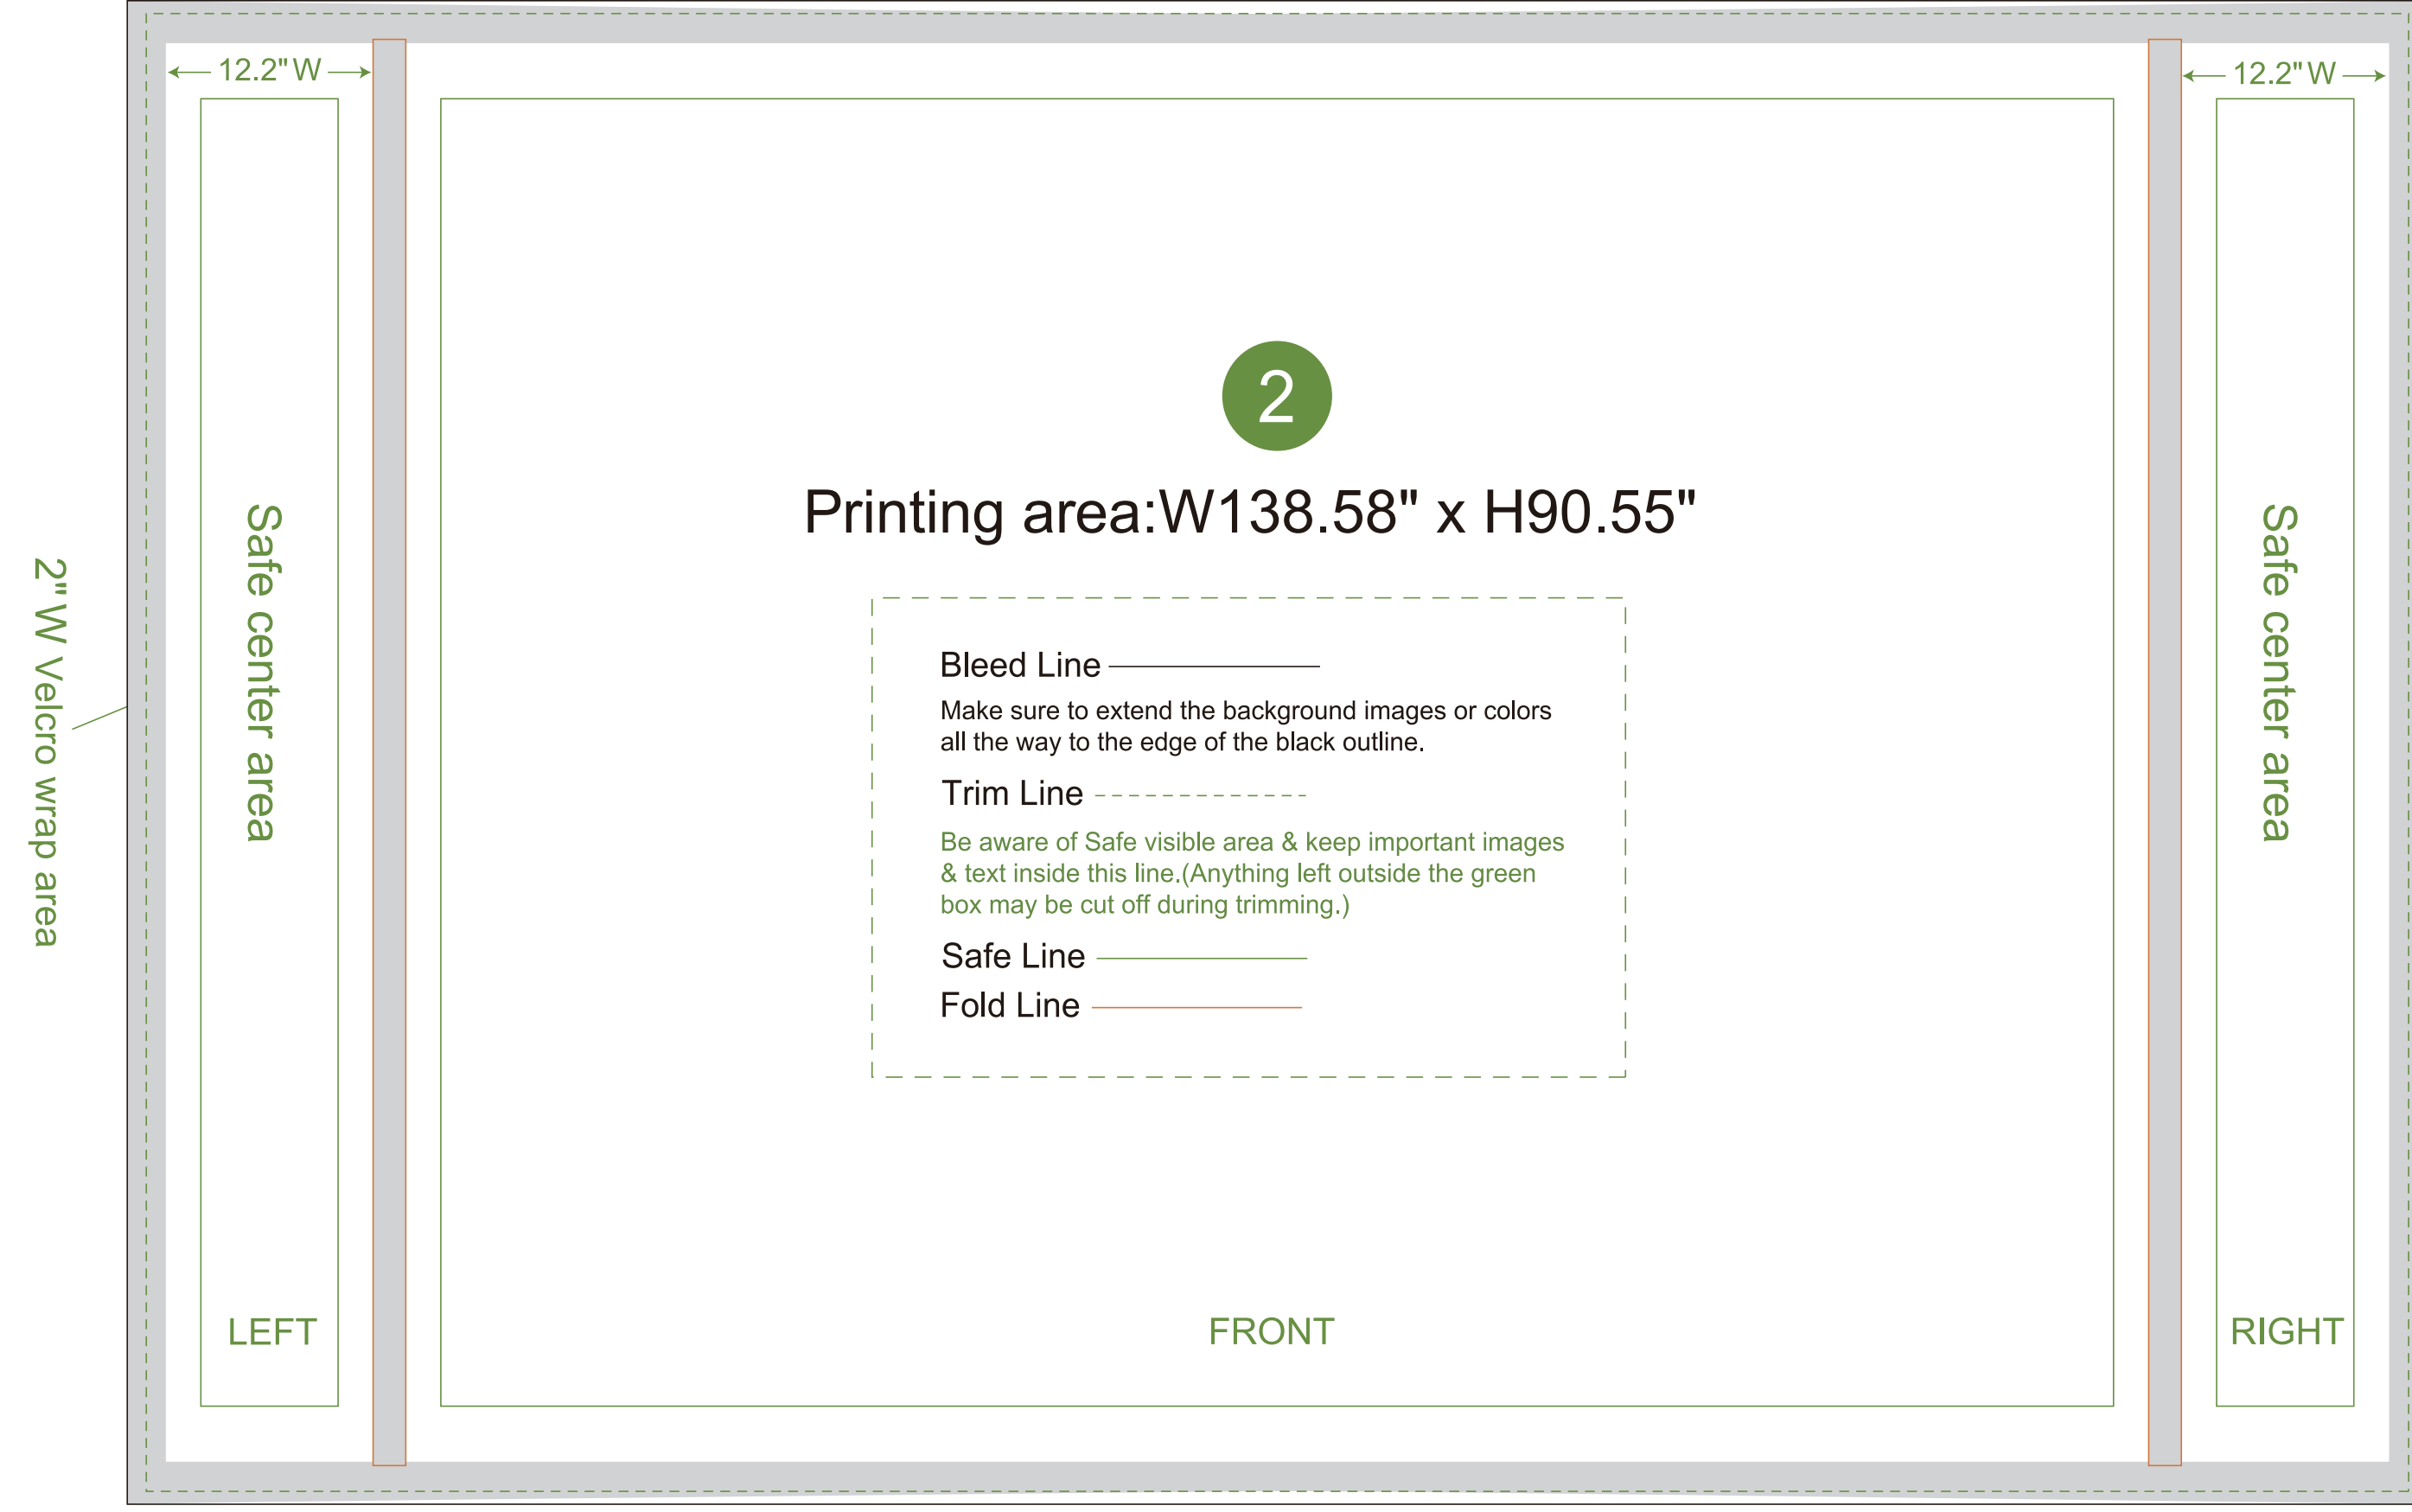 12.2" W
12.2" W
2
Printing area:W138.58" x H90.55"
2" W Velcro wrap area
Safe center area
Safe center area
Bleed Line
Make sure to extend the background images or colors
all the way to the edge of the black outline.
Trim Line
Be aware of Safe visible area & keep important images
& text inside this line.(Anything left outside the green
box may be cut off during trimming.)
Safe Line
Fold Line
LEFT
FRONT
RIGHT